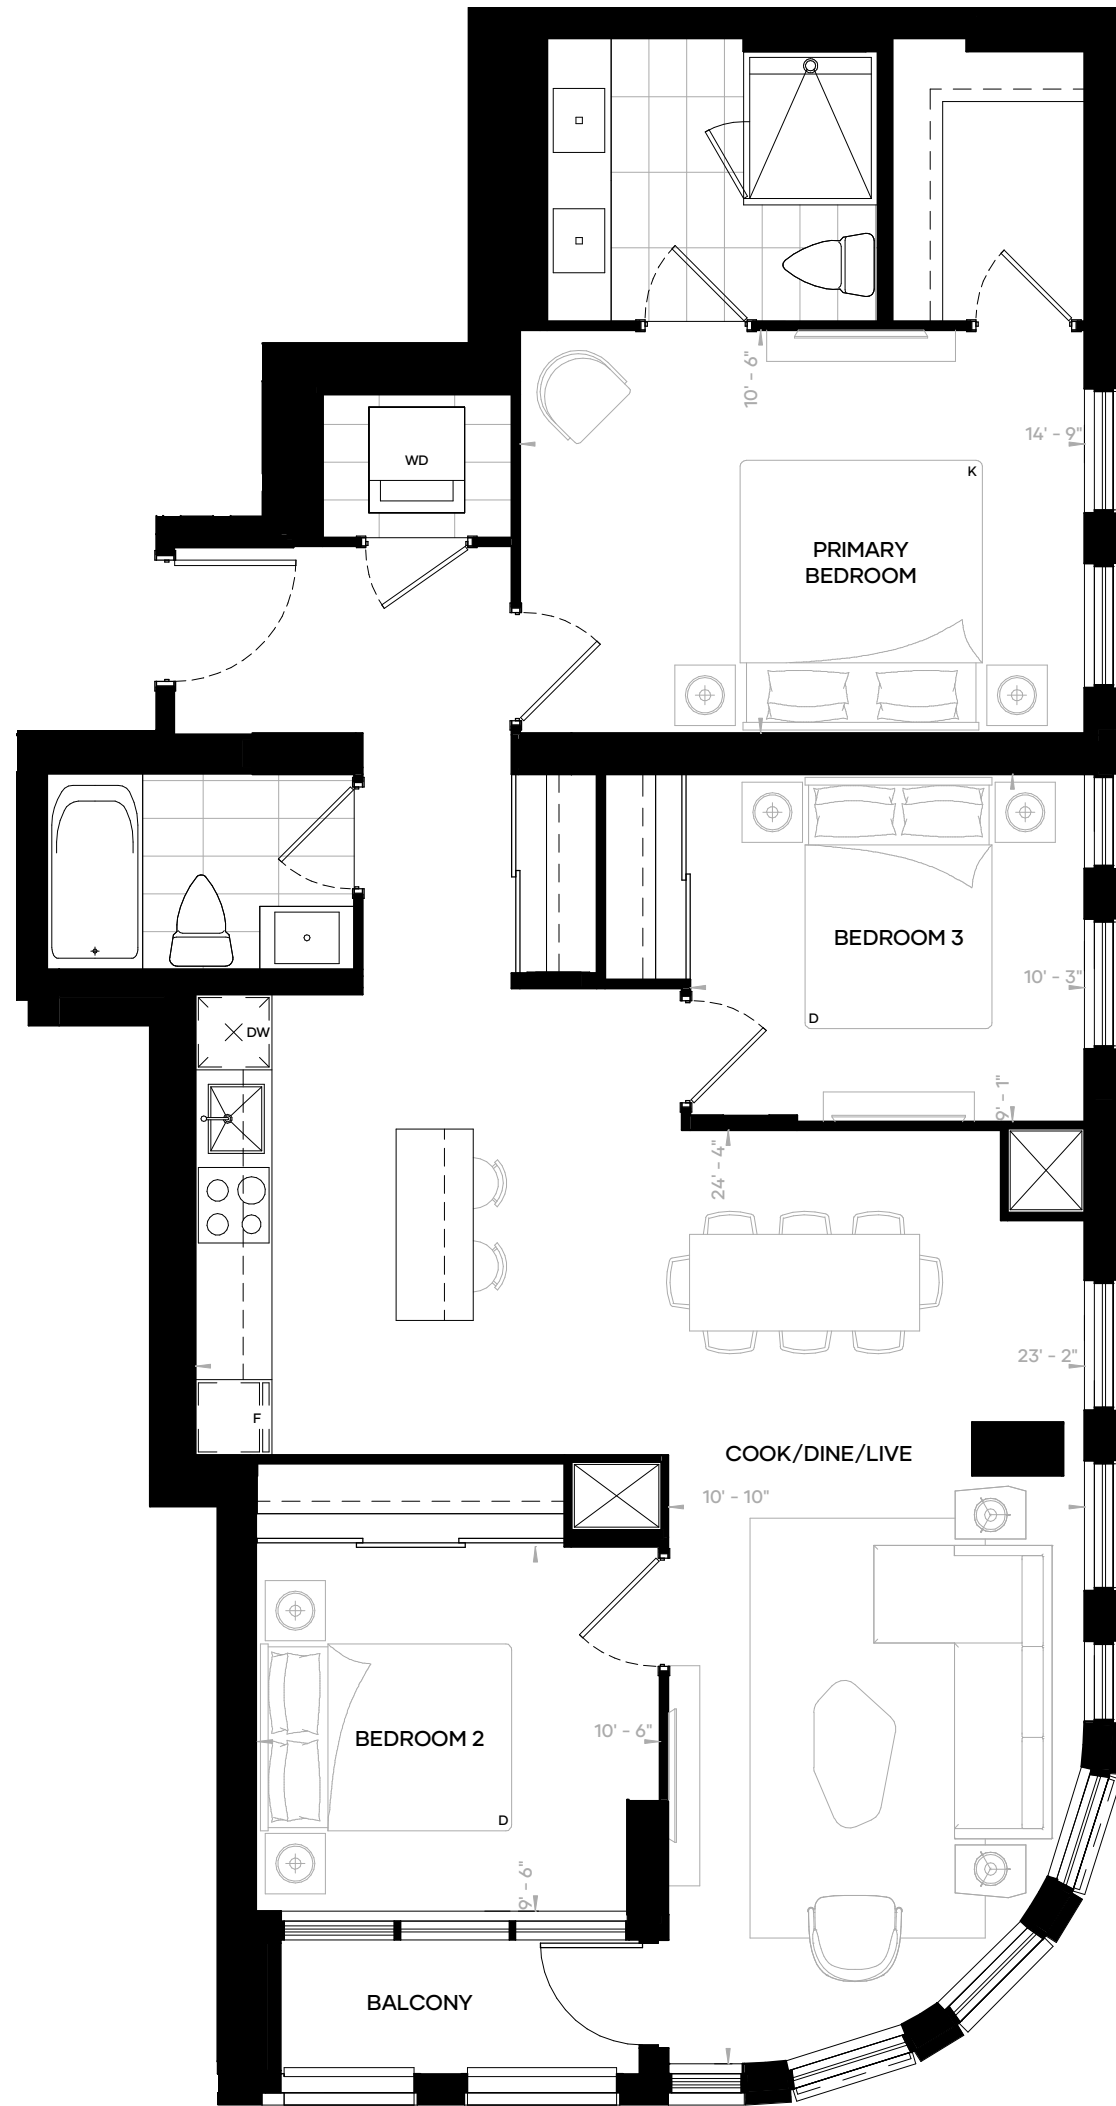 10' - 6"
14' - 9"
WD
K
PRIMARY
BEDROOM
BEDROOM 3
10' - 3"
D
DW
9' - 1"
24' - 4"
23' - 2"
F
COOK/DINE/LIVE
10' - 10"
10' - 6"
BEDROOM 2
D
9' - 6"
BALCONY